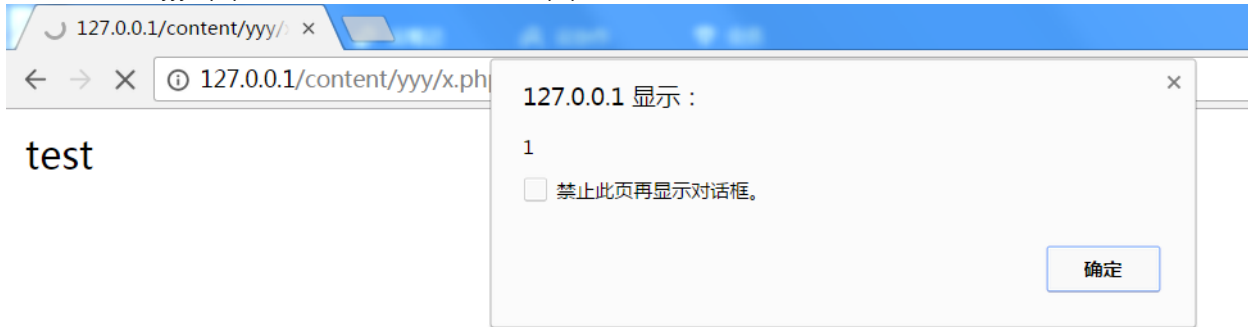 127.0.0.1/content/yyy/
127.0.0.1/content/yyy/x.php
127.0.0.1 显示：
1
禁止此页再显示对话框。
确定
test